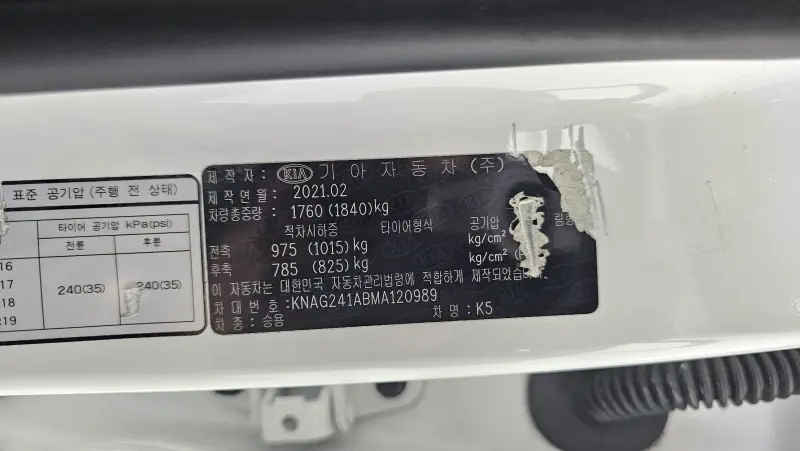 표준 공기압 (주행 전 상태)
타이어 공기압 kPa(psi)
전륜 후륜
16
17
240(35) 240(35)
18
R19
제 작 자 : KIA 기 아 자 동 차 (주)
제 작 연 월 : 2021.02
차량총중량 : 1760 (1840)kg
적차시하중 타이어형식 공기압 림형
전축 975 (1015)kg kg/cm²
후축 785 (825)kg kg/cm²
이 자동차는 대한민국 자동차관리법령에 적합하게 제작되었습니다.
차 대 번 호 : KNAG241ABMA120989
차 종 : 승용 차 명 : K5